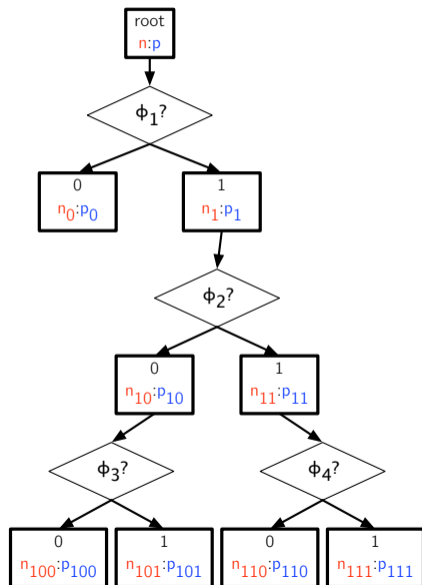 root
n:p
ϕ₁?
0
n₀:p₀
1
n₁:p₁
ϕ₂?
0
n₁₀:p₁₀
1
n₁₁:p₁₁
ϕ₃?
ϕ₄?
0
n₁₀₀:p₁₀₀
1
n₁₀₁:p₁₀₁
0
n₁₁₀:p₁₁₀
1
n₁₁₁:p₁₁₁